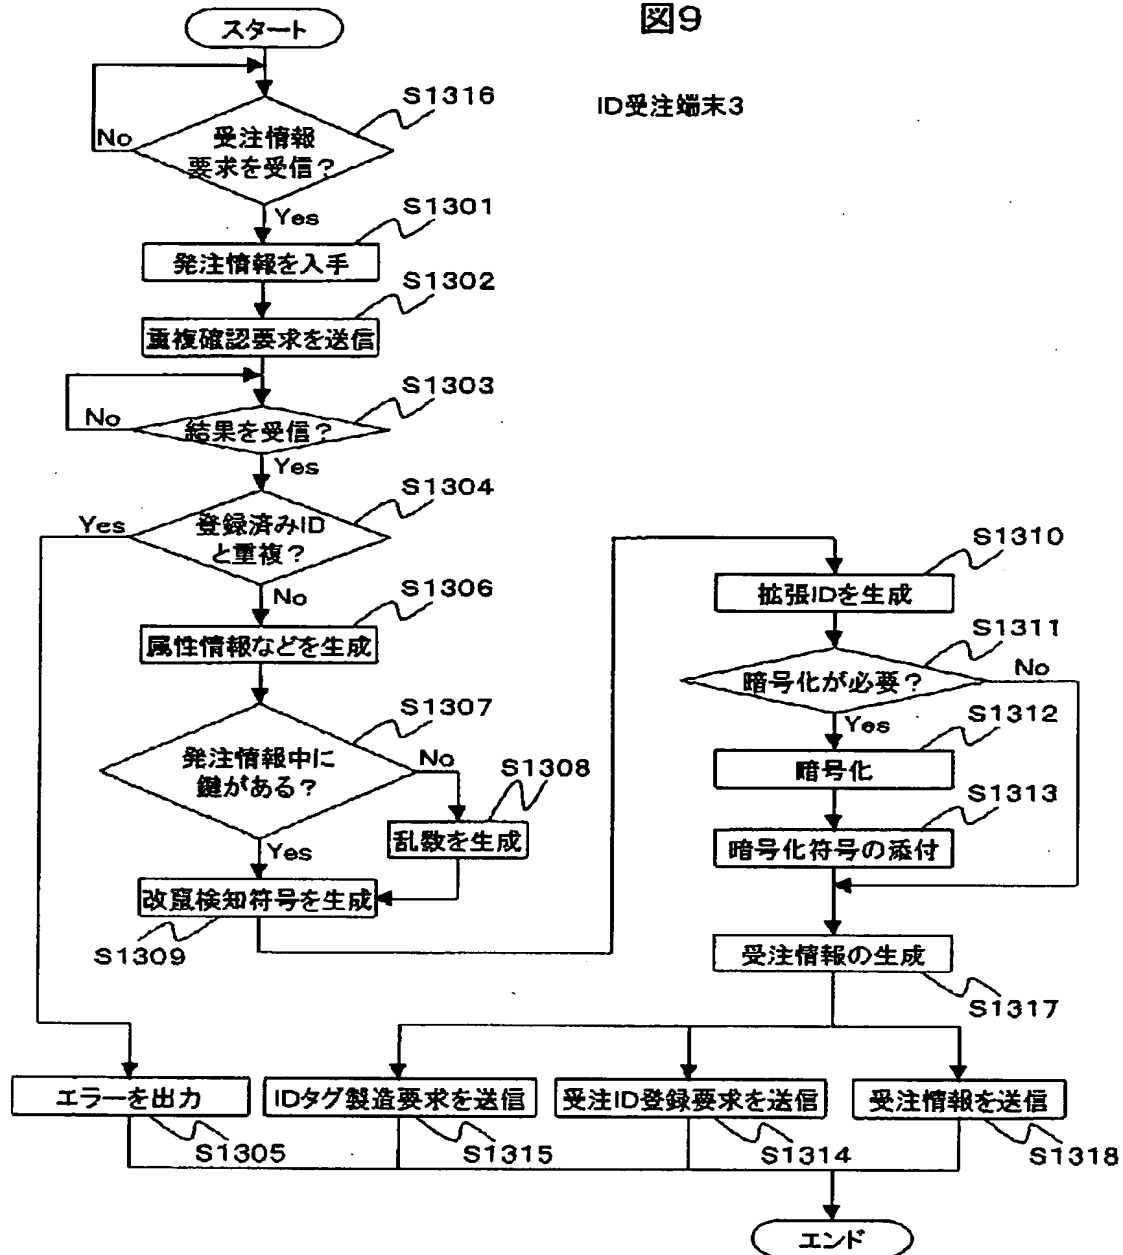 図9
ID受注端末3
スタート
S1316
受注情報
要求を受信?
No
Yes
S1301
発注情報を入手
S1302
重複確認要求を送信
S1303
No
結果を受信?
Yes
S1304
Yes
登録済みID
と重複?
No
S1306
属性情報などを生成
S1307
発注情報中に
鍵がある?
No
S1308
乱数を生成
Yes
改竄検知符号を生成
S1309
S1310
拡張IDを生成
S1311
暗号化が必要?
No
Yes
S1312
暗号化
S1313
暗号化符号の添付
受注情報の生成
S1317
エラーを出力
S1305
IDタグ製造要求を送信
S1315
受注ID登録要求を送信
S1314
受注情報を送信
S1318
エンド